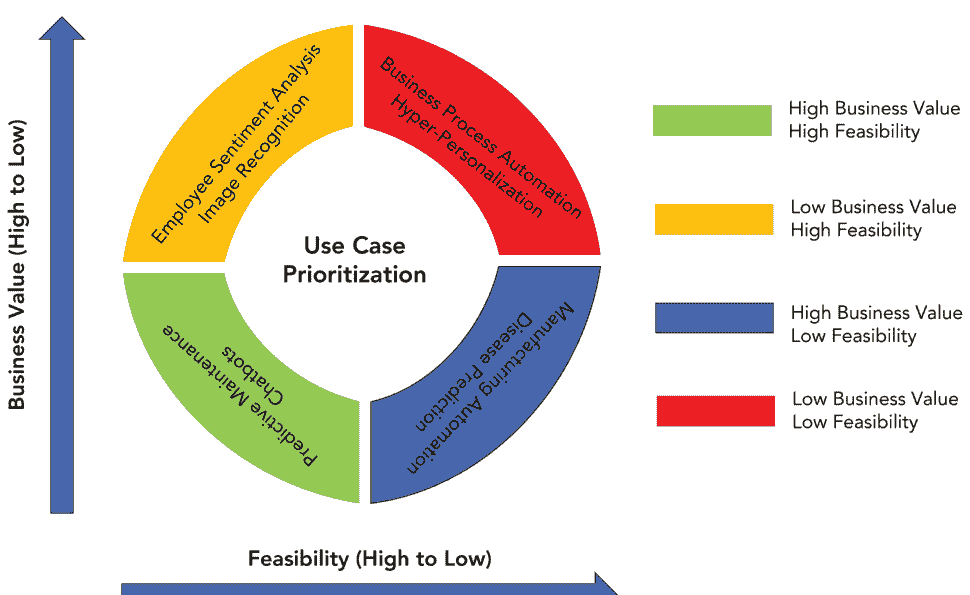 Business Value (High to Low)
Employee Sentiment Analysis
Image Recognition
Business Process Automation
Hyper-Personalization
Use Case
Prioritization
Predictive Maintenance
Chatbots
Manufacturing Automation
Disease Prediction
Feasibility (High to Low)
High Business Value
High Feasibility
Low Business Value
High Feasibility
High Business Value
Low Feasibility
Low Business Value
Low Feasibility